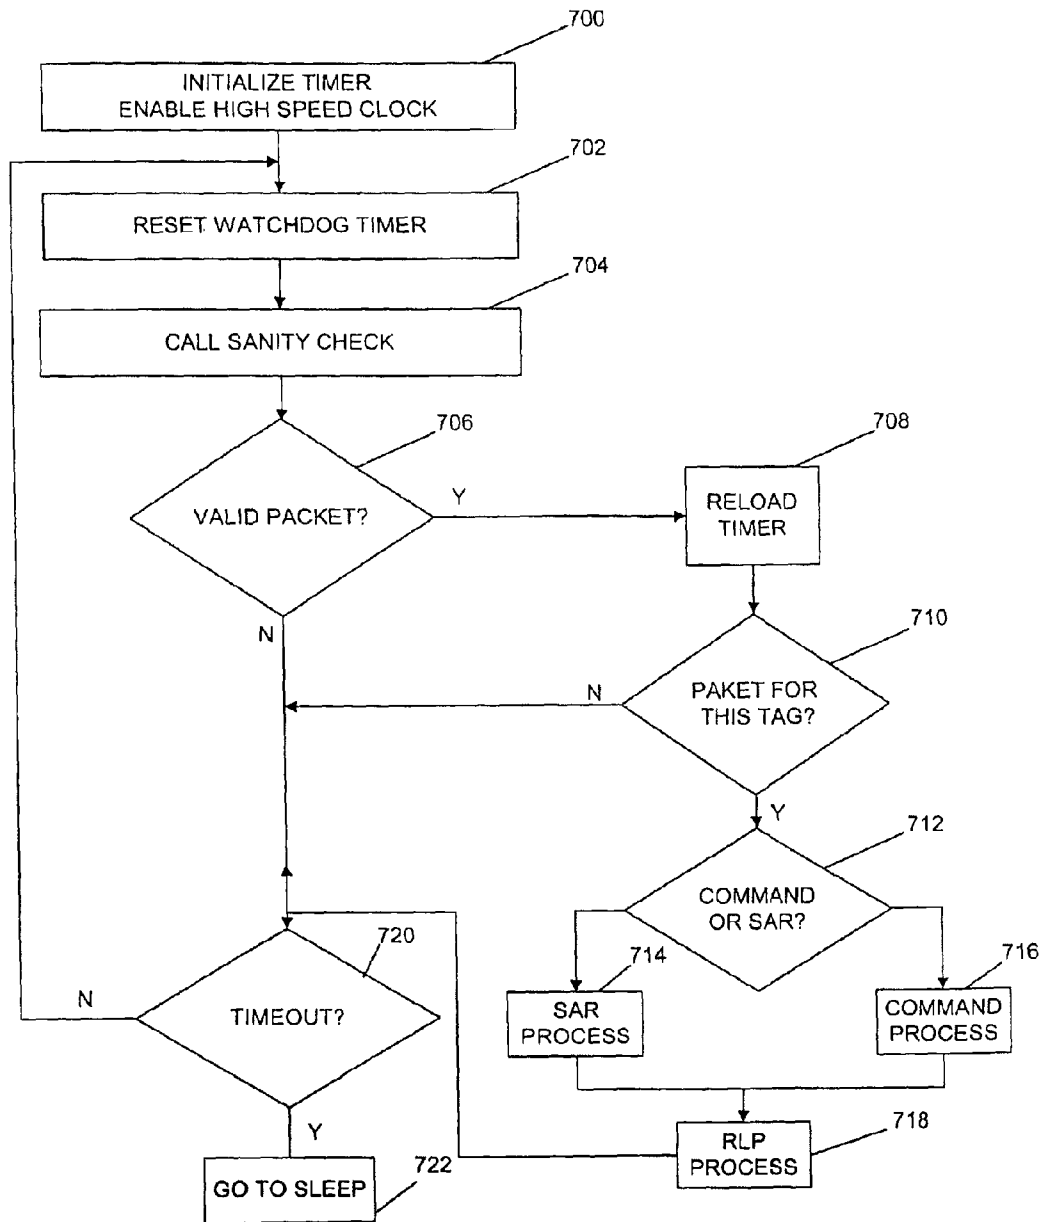 700
INITIALIZE TIMER
ENABLE HIGH SPEED CLOCK
702
RESET WATCHDOG TIMER
704
CALL SANITY CHECK
706
VALID PACKET?
Y
N
708
RELOAD
TIMER
710
PAKET FOR
THIS TAG?
N
Y
712
COMMAND
OR SAR?
714
SAR
PROCESS
716
COMMAND
PROCESS
718
RLP
PROCESS
720
TIMEOUT?
N
Y
722
GO TO SLEEP